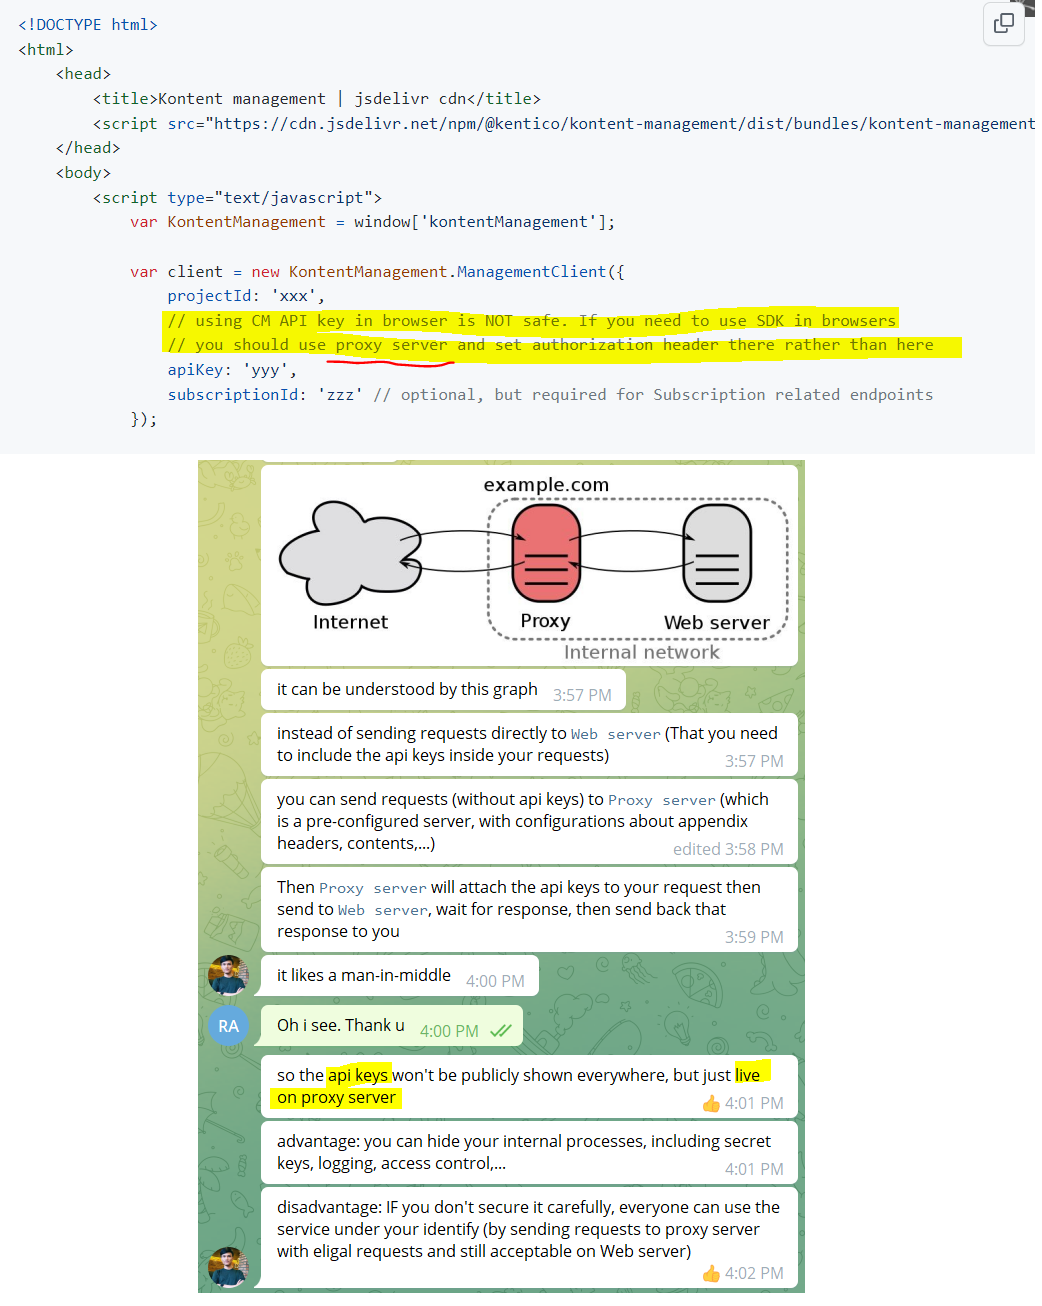 <!DOCTYPE html>
<html>
<head>
<title>Kontent management | jsdelivr cdn</title>
<script src="https://cdn.jsdelivr.net/npm/@kentico/kontent-management/dist/bundles/kontent-management
</head>
<body>
<script type="text/javascript">
var KontentManagement = window['kontentManagement'];
var client = new KontentManagement.ManagementClient({
projectId: 'xxx',
// using CM API key in browser is NOT safe. If you need to use SDK in browsers
// you should use proxy server and set authorization header there rather than here
apiKey: 'yyy',
subscriptionId: 'zzz' // optional, but required for Subscription related endpoints
});
example.com
Internet
Proxy
Web server
Internal network
it can be understood by this graph 3:57 PM
instead of sending requests directly to Web server (That you need
to include the api keys inside your requests) 3:57 PM
you can send requests (without api keys) to Proxy server (which
is a pre-configured server, with configurations about appendix
headers, contents,...) edited 3:58 PM
Then Proxy server will attach the api keys to your request then
send to Web server, wait for response, then send back that
response to you 3:59 PM
it likes a man-in-middle 4:00 PM
RA
Oh i see. Thank u 4:00 PM
so the api keys won't be publicly shown everywhere, but just live
on proxy server 👍 4:01 PM
advantage: you can hide your internal processes, including secret
keys, logging, access control,... 4:01 PM
disadvantage: IF you don't secure it carefully, everyone can use the
service under your identify (by sending requests to proxy server
with eligal requests and still acceptable on Web server)
👍 4:02 PM